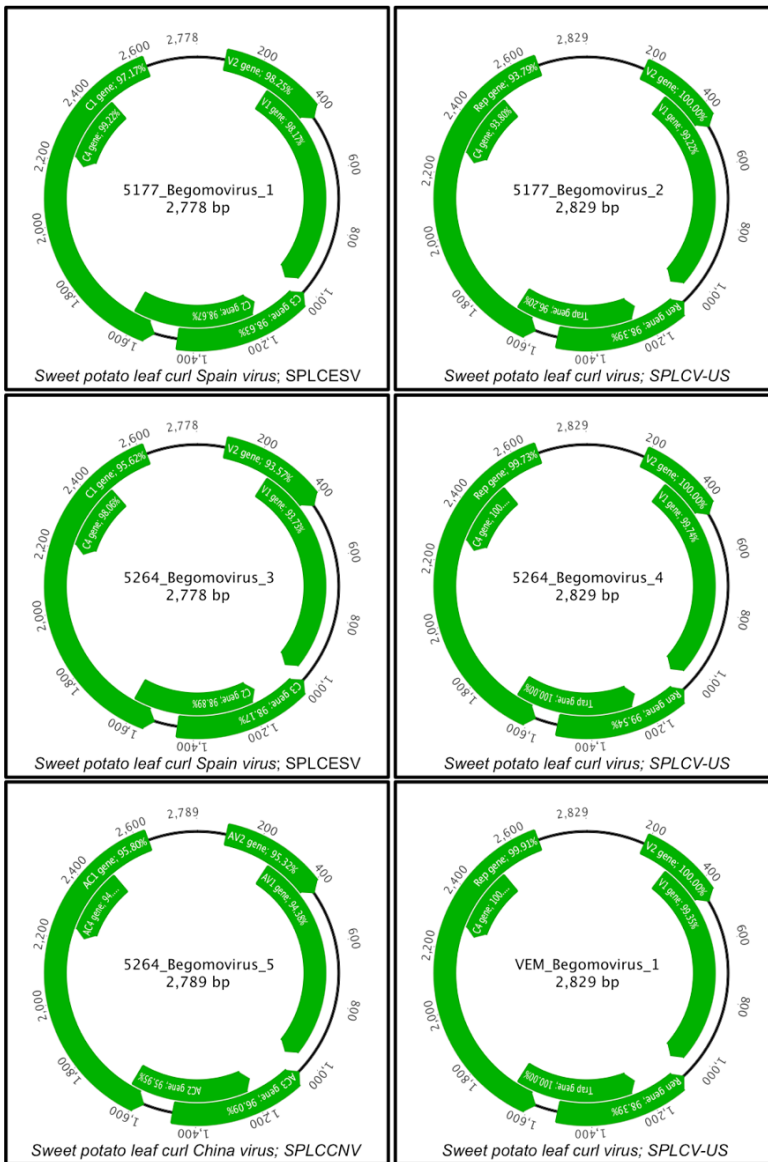 2,778
200
400
600
800
1,000
1,200
1,400
1,600
1,800
2,000
2,200
2,400
2,600
V2 gene; 98.25%
V1 gene; 98.17%
C3 gene; 98.63%
C2 gene; 98.67%
C1 gene; 97.17%
C4 gene; 99.22%
5177_Begomovirus_1
2,778 bp
Sweet potato leaf curl Spain virus; SPLCESV
2,829
200
400
600
800
1,000
1,200
1,400
1,600
1,800
2,000
2,200
2,400
2,600
V2 gene; 100.00%
V1 gene; 99.22%
Ren gene; 98.39%
Trap gene; 96.20%
Rep gene; 93.79%
C4 gene; 93.80%
5177_Begomovirus_2
2,829 bp
Sweet potato leaf curl virus; SPLCV-US
2,778
200
400
600
800
1,000
1,200
1,400
1,600
1,800
2,000
2,200
2,400
2,600
V2 gene; 93.57%
V1 gene; 93.73%
C3 gene; 98.17%
C2 gene; 98.89%
C1 gene; 95.62%
C4 gene; 98.06%
5264_Begomovirus_3
2,778 bp
Sweet potato leaf curl Spain virus; SPLCESV
2,829
200
400
600
800
1,000
1,200
1,400
1,600
1,800
2,000
2,200
2,400
2,600
V2 gene; 100.00%
V1 gene; 99.74%
Ren gene; 99.54%
Trap gene; 100.00%
Rep gene; 99.73%
C4 gene; 100....
5264_Begomovirus_4
2,829 bp
Sweet potato leaf curl virus; SPLCV-US
2,789
200
400
600
800
1,000
1,200
1,400
1,600
1,800
2,000
2,200
2,400
2,600
AV2 gene; 95.32%
AV1 gene; 94.38%
AC3 gene; 96.09%
AC2 gene; 95.95%
AC1 gene; 95.80%
AC4 gene; 94....
5264_Begomovirus_5
2,789 bp
Sweet potato leaf curl China virus; SPLCCNV
2,829
200
400
600
800
1,000
1,200
1,400
1,600
1,800
2,000
2,200
2,400
2,600
V2 gene; 100.00%
V1 gene; 99.35%
Ren gene; 98.39%
Trap gene; 100.00%
Rep gene; 99.91%
C4 gene; 100....
VEM_Begomovirus_1
2,829 bp
Sweet potato leaf curl virus; SPLCV-US